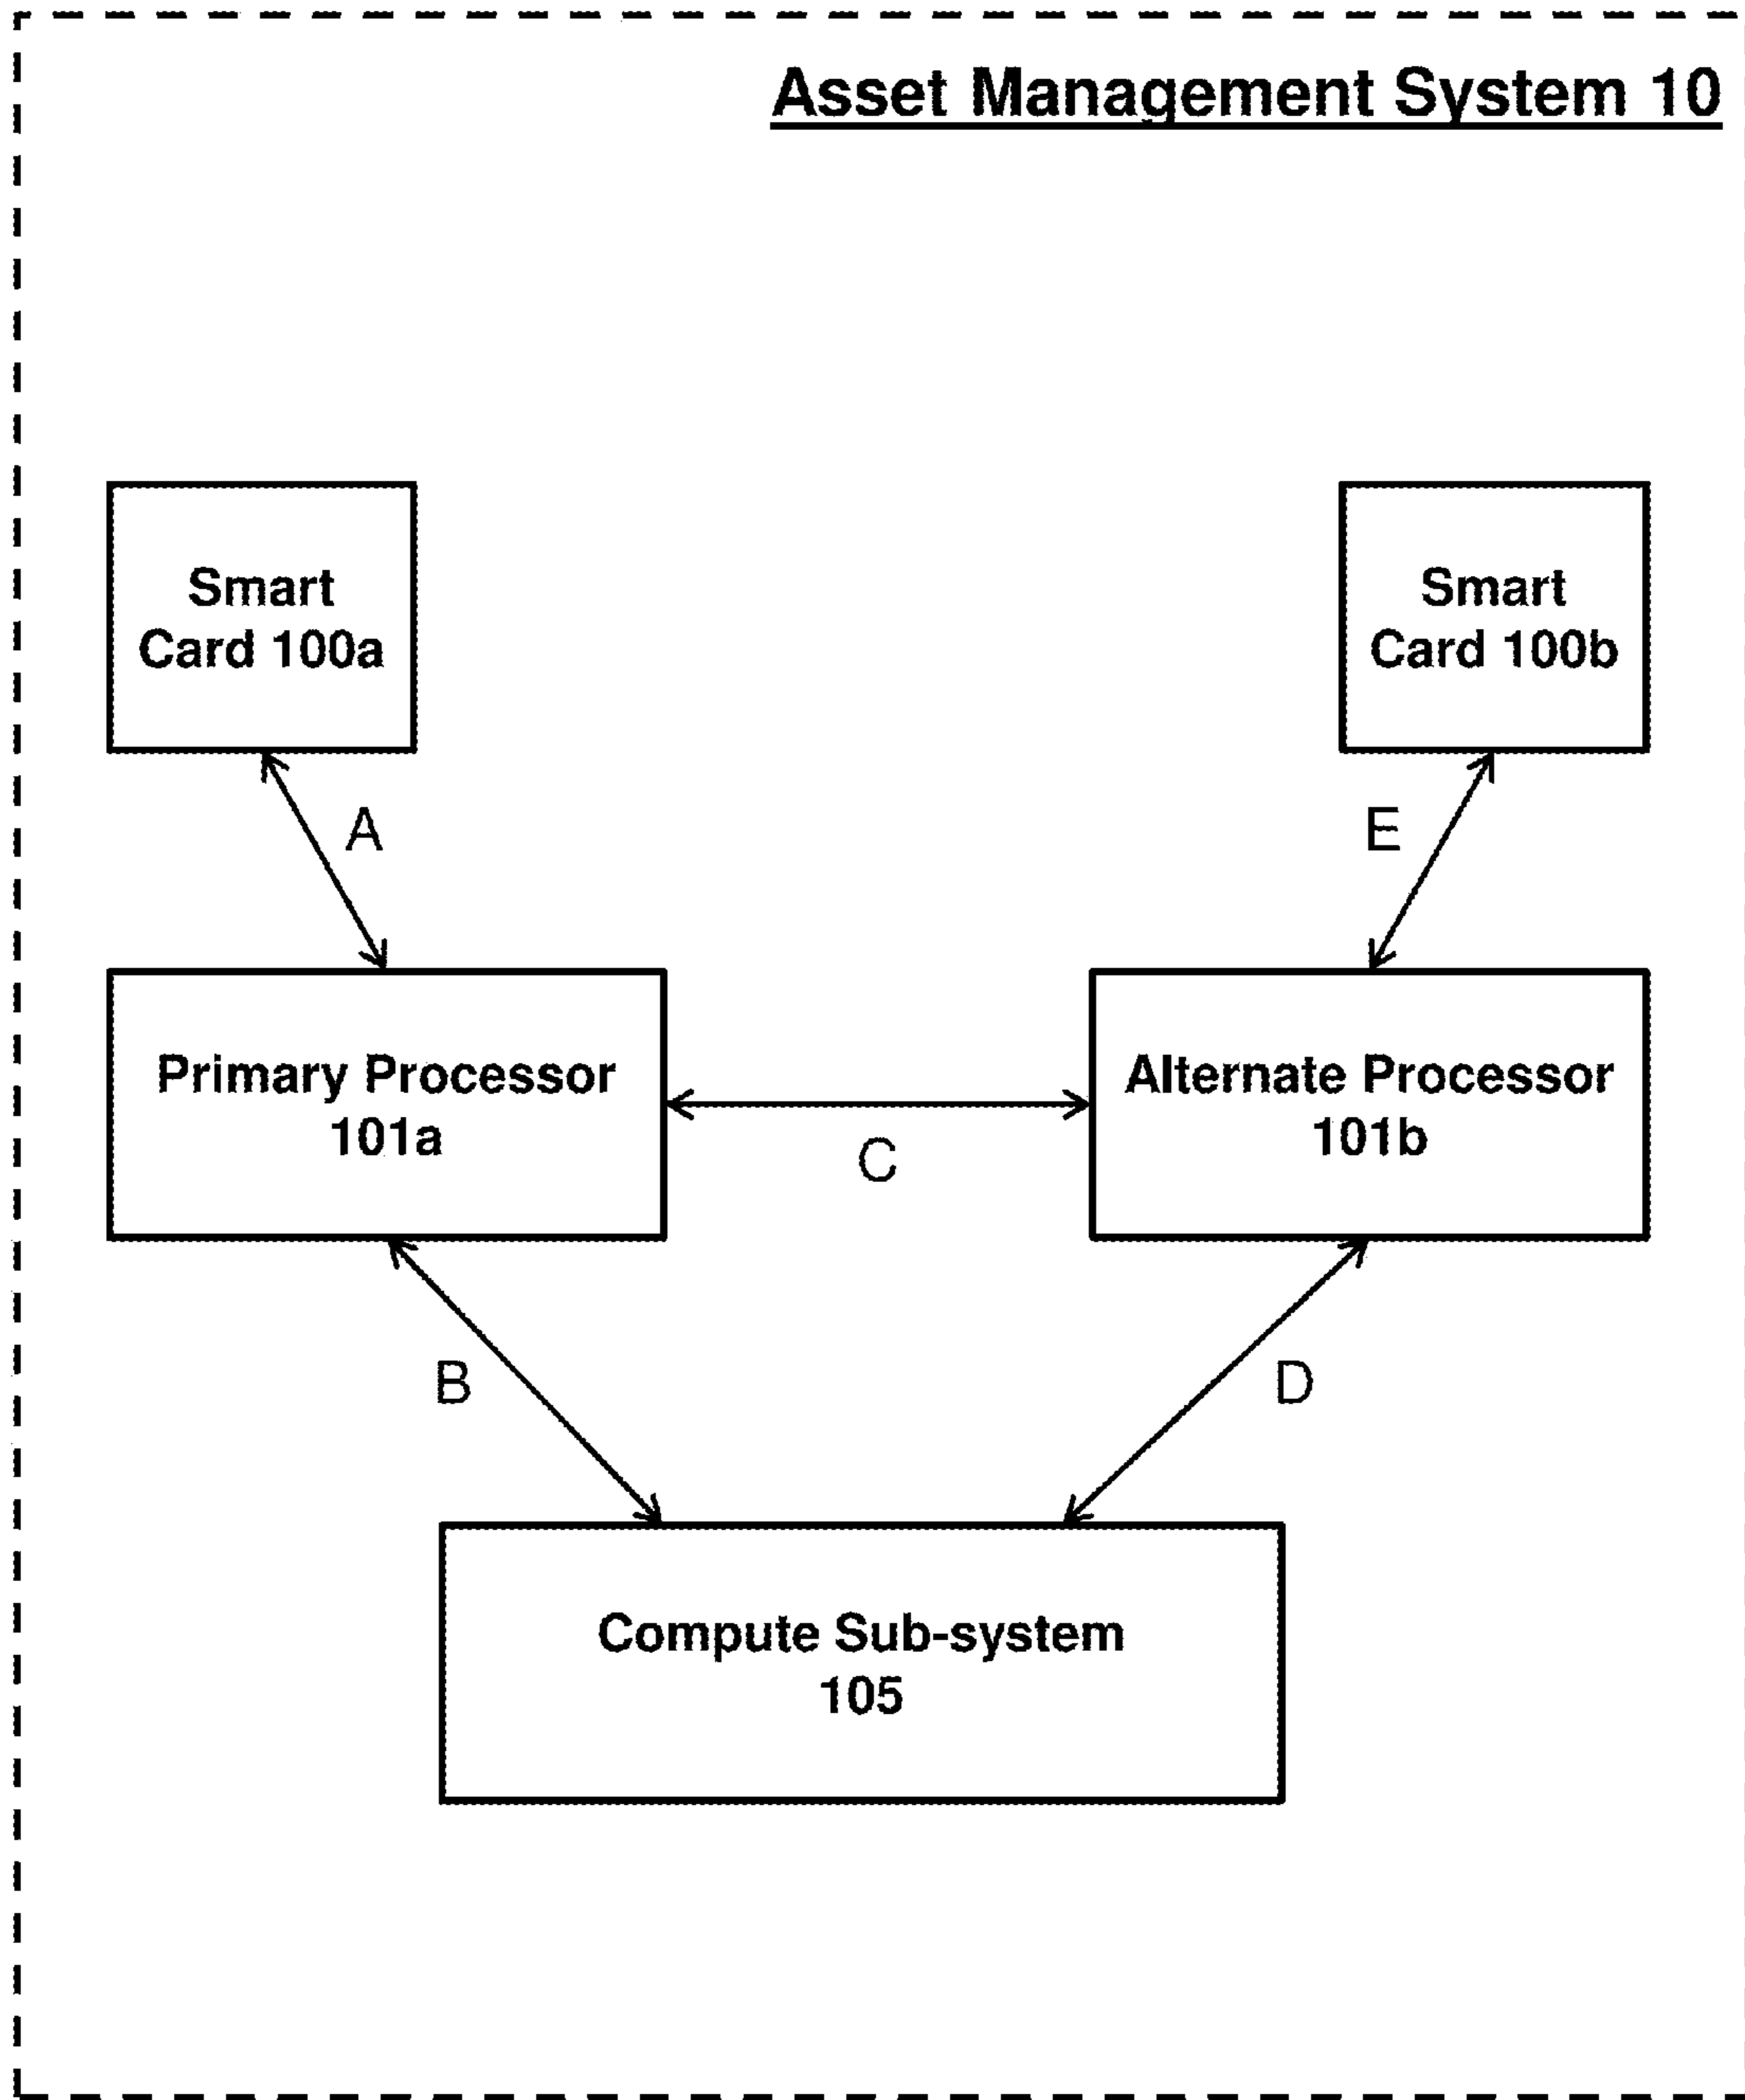 Asset Management System 10
Smart
Card 100a
Smart
Card 100b
A
E
Primary Processor
101a
Alternate Processor
101b
C
B
D
Compute Sub-system
105